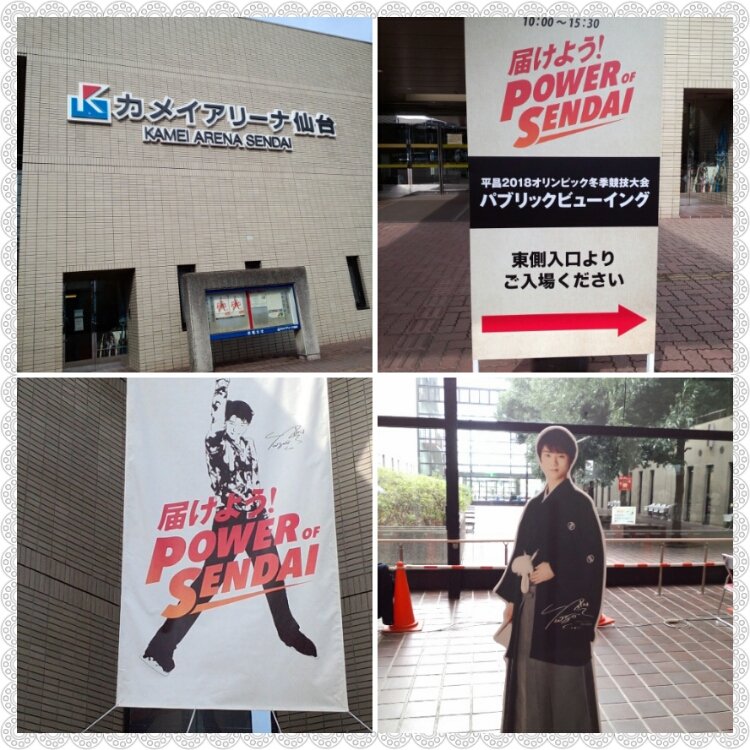 カメイアリーナ仙台
KAMEI ARENA SENDAI
10:00～15:30
届けよう!
POWER OF
SENDAI
平昌2018オリンピック冬季競技大会
パブリックビューイング
東側入口より
ご入場ください
届けよう!
POWER OF
SENDAI